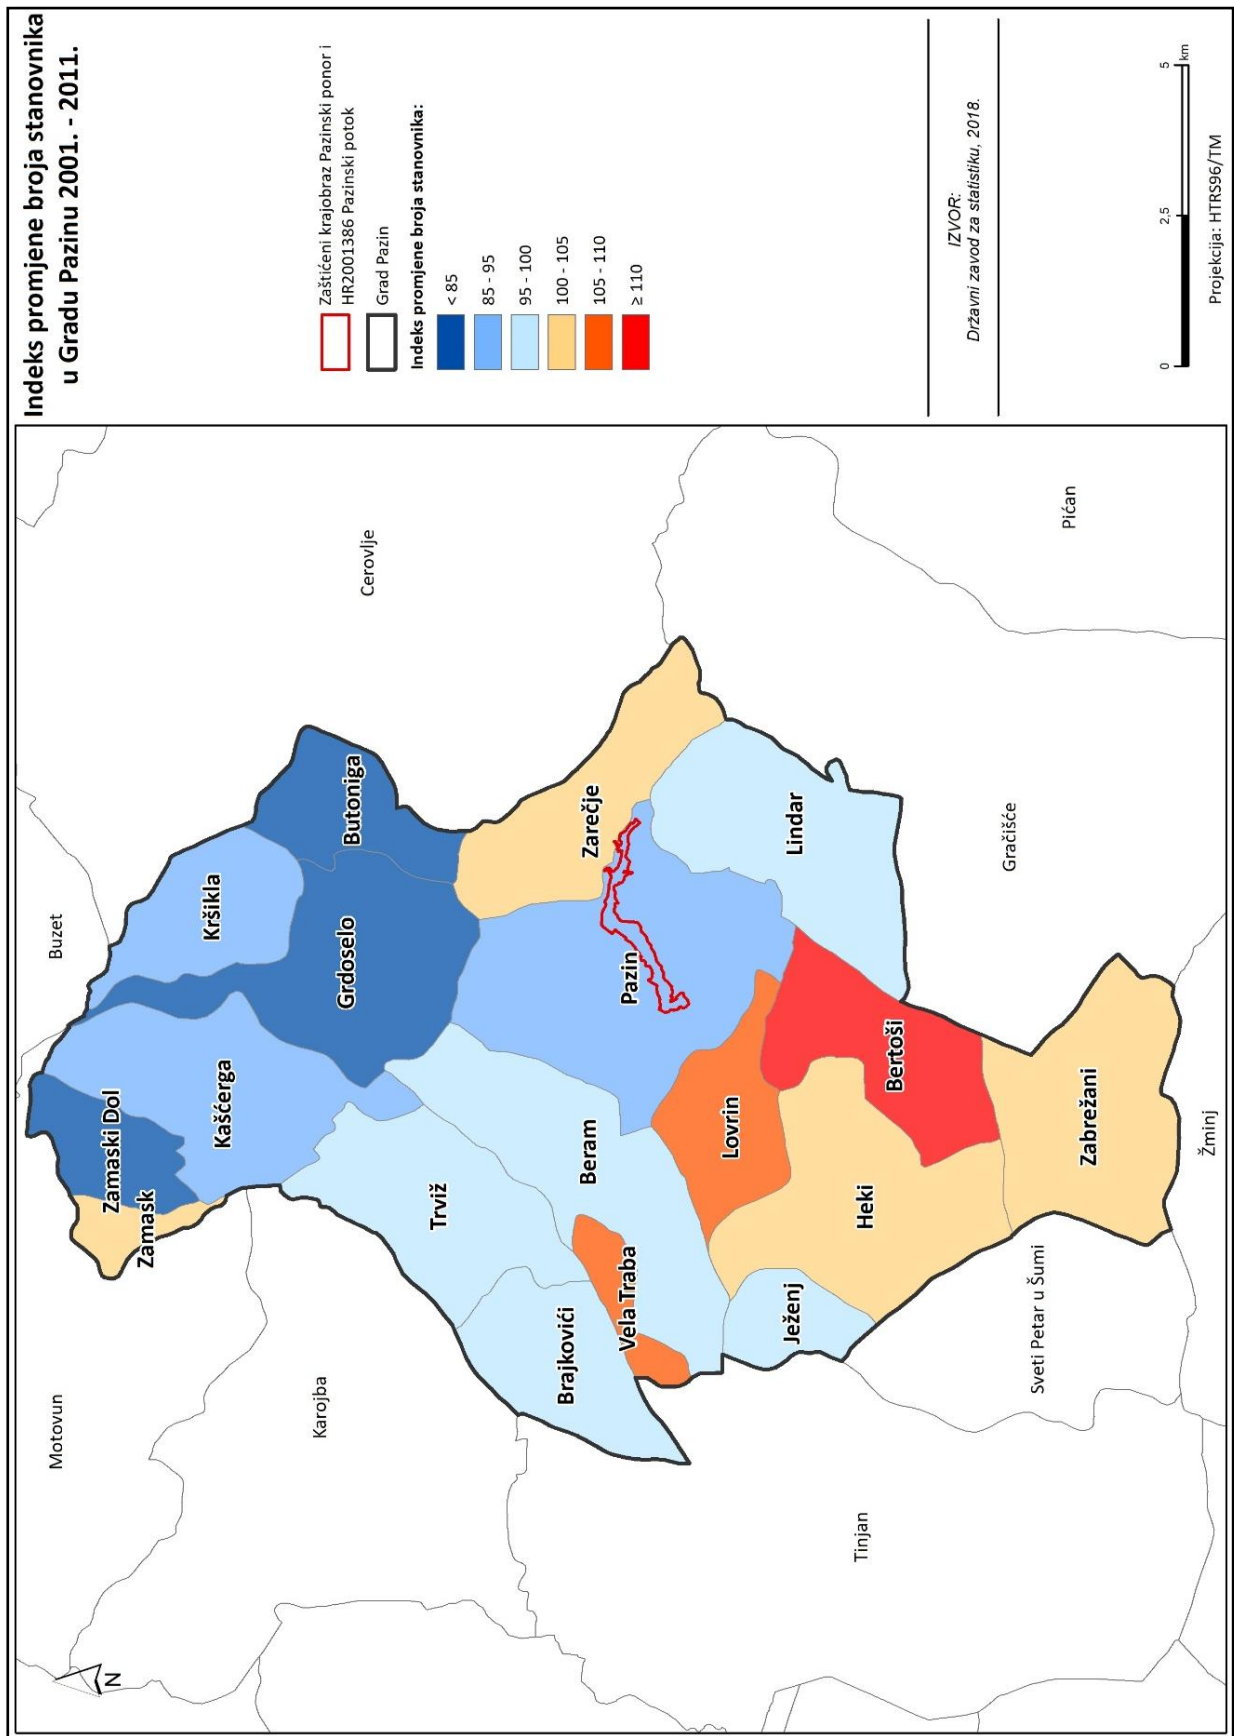 Indeks promjene broja stanovnika
u Gradu Pazinu 2001. - 2011.
Zaštićeni krajobraz Pazinski ponor i
HR2001386 Pazinski potok
Grad Pazin
Indeks promjene broja stanovnika:
< 85
85 - 95
95 - 100
100 - 105
105 - 110
≥ 110
IZVOR:
Državni zavod za statistiku, 2018.
0
2,5
5
km
Projekcija: HTRS96/TM
Motovun
Buzet
Zamaski Dol
Zamask
Kašćerga
Kršikla
Butoniga
Grdoselo
Cerovlje
Karojba
Trviž
Brajkovići
Beram
Vela Traba
Pazin
Zarečje
Lovrin
Lindar
Ježenj
Heki
Bertoši
Tinjan
Sveti Petar u Šumi
Zabrežani
Gračišće
Pićan
Žminj
N